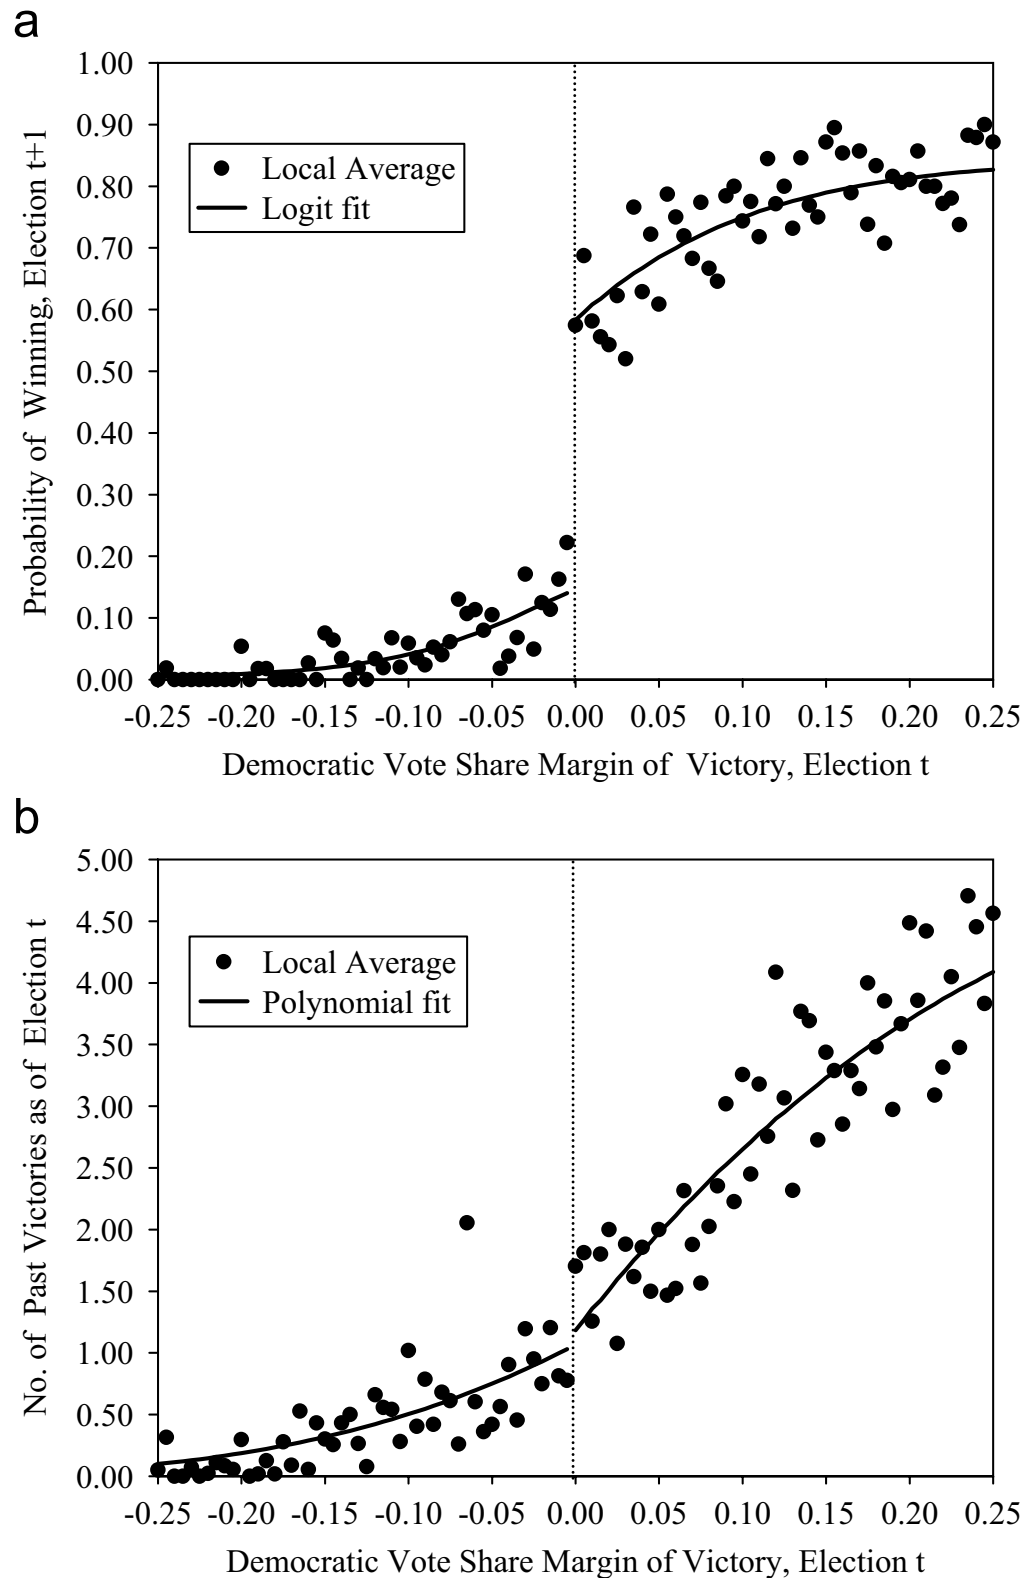 a
1.00
0.90
0.80
0.70
0.60
0.50
0.40
0.30
0.20
0.10
0.00
Probability of Winning, Election t+1
Local Average
Logit fit
-0.25 -0.20 -0.15 -0.10 -0.05 0.00 0.05 0.10 0.15 0.20 0.25
Democratic Vote Share Margin of Victory, Election t
b
5.00
4.50
4.00
3.50
3.00
2.50
2.00
1.50
1.00
0.50
0.00
No. of Past Victories as of Election t
Local Average
Polynomial fit
-0.25 -0.20 -0.15 -0.10 -0.05 0.00 0.05 0.10 0.15 0.20 0.25
Democratic Vote Share Margin of Victory, Election t